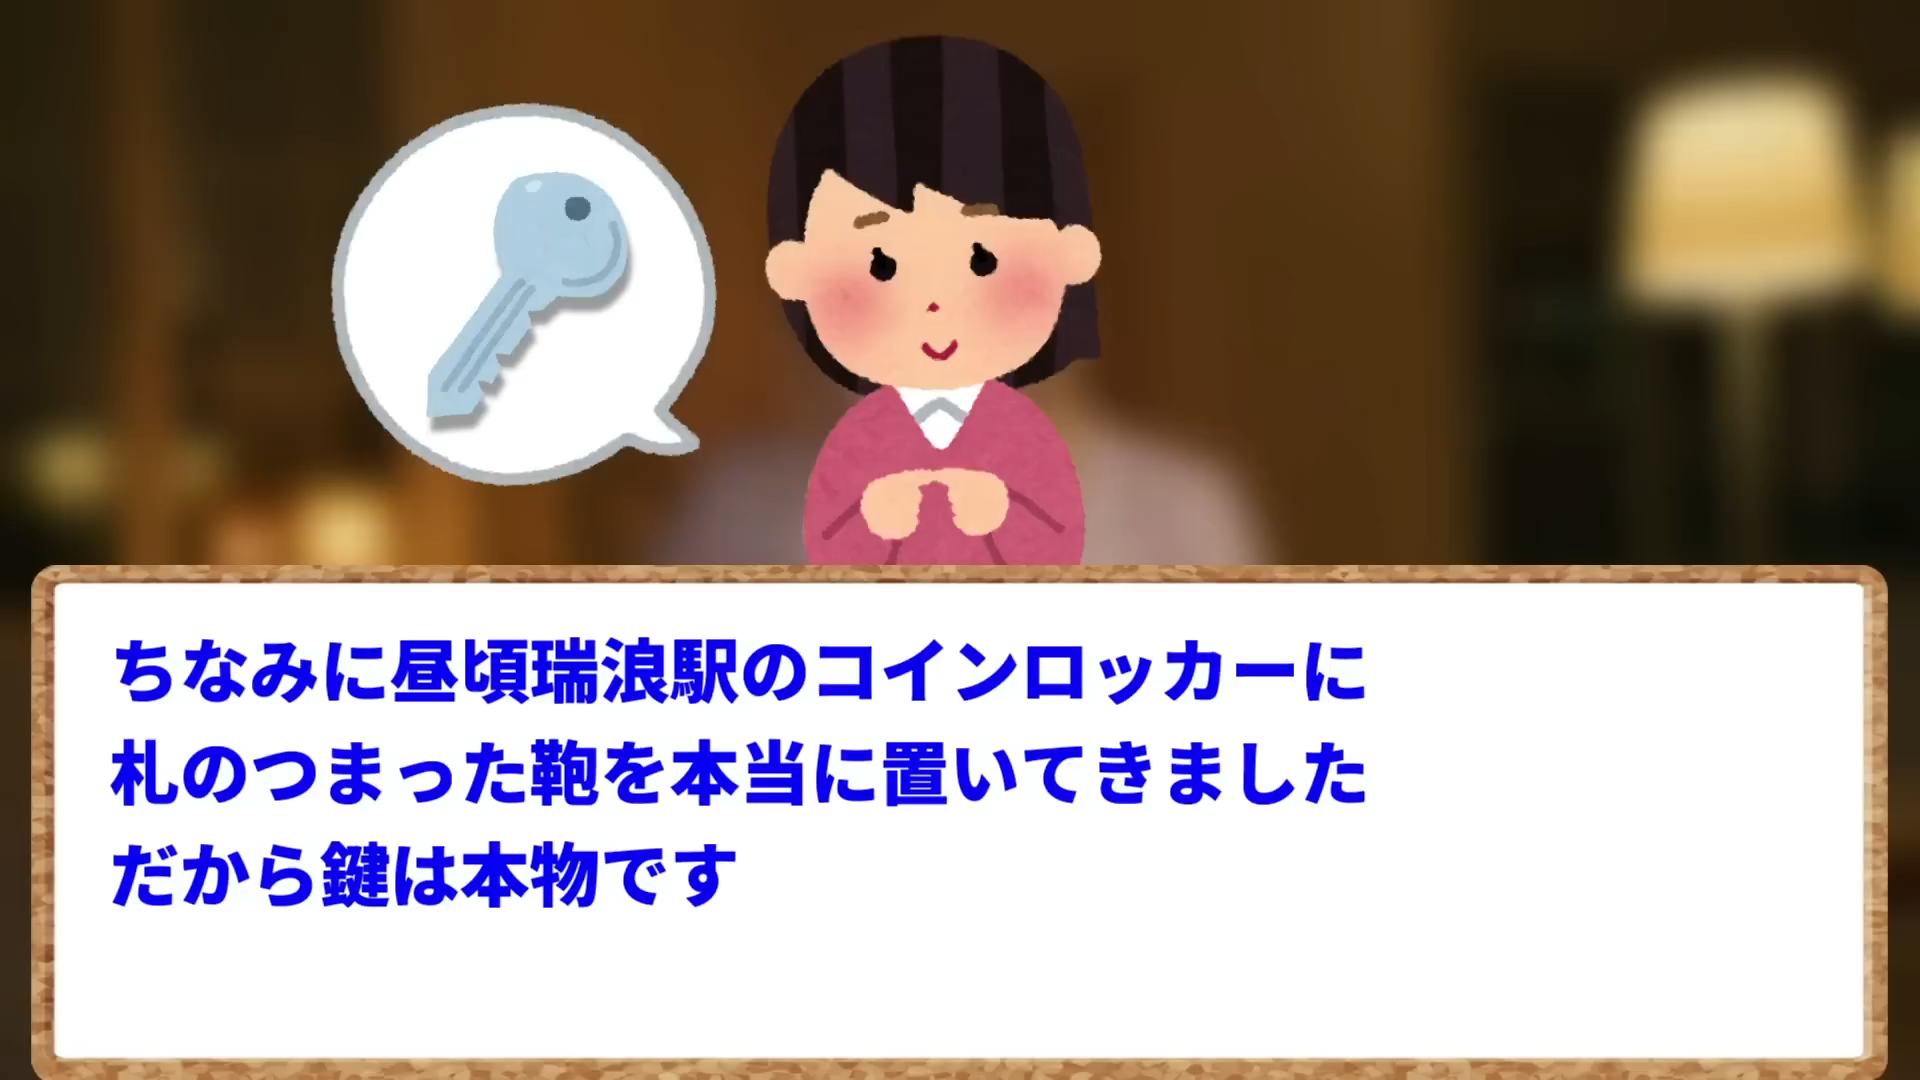 ちなみに昼頃瑞浪駅のコインロッカーに
札のつまった鞄を本当に置いてきました
だから鍵は本物です